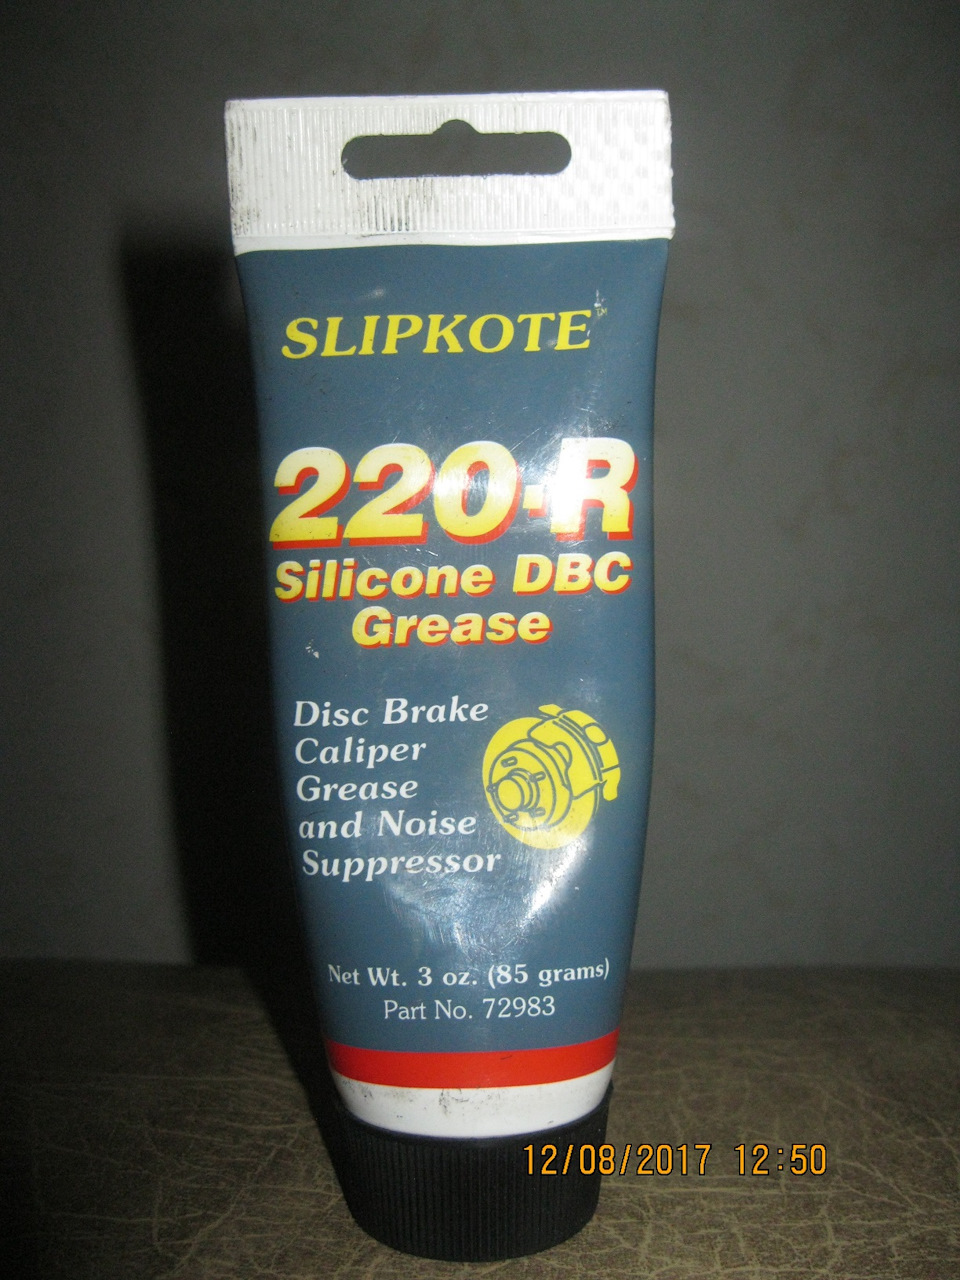 SLIPKOTE™
220-R
Silicone DBC
Grease
Disc Brake
Caliper
Grease
and Noise
Suppressor
Net Wt. 3 oz. (85 grams)
Part No. 72983
12/08/2017 12:50